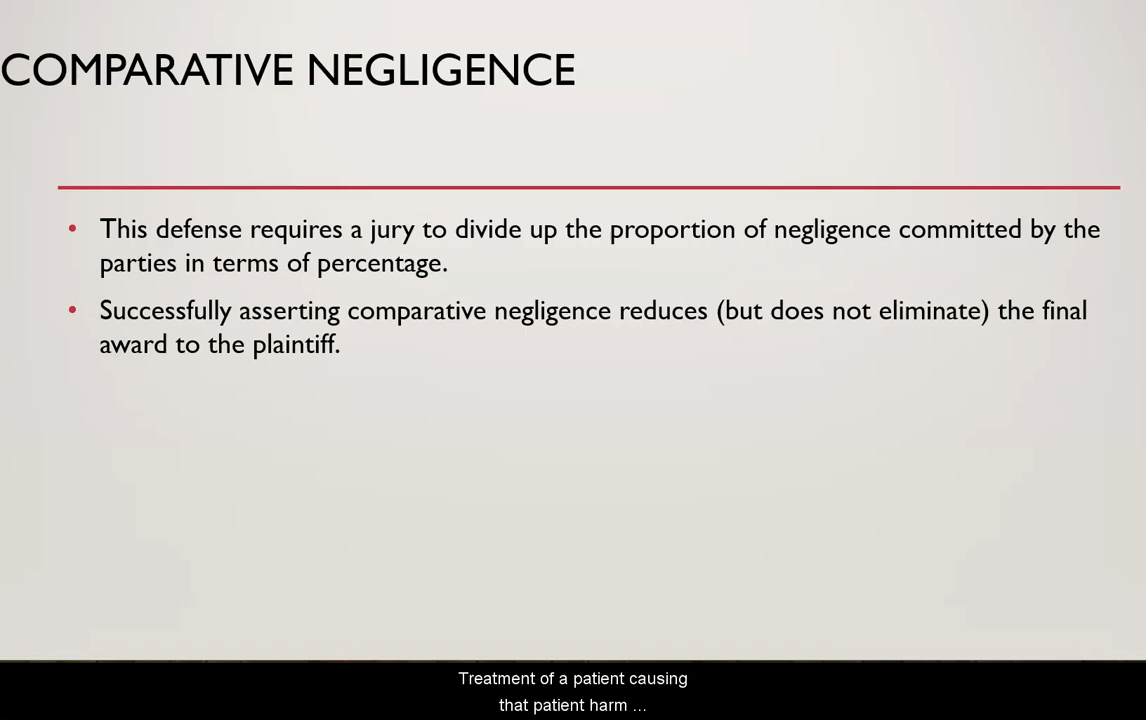 COMPARATIVE NEGLIGENCE
• This defense requires a jury to divide up the proportion of negligence committed by the
parties in terms of percentage.
• Successfully asserting comparative negligence reduces (but does not eliminate) the final
award to the plaintiff.
Treatment of a patient causing
that patient harm ...